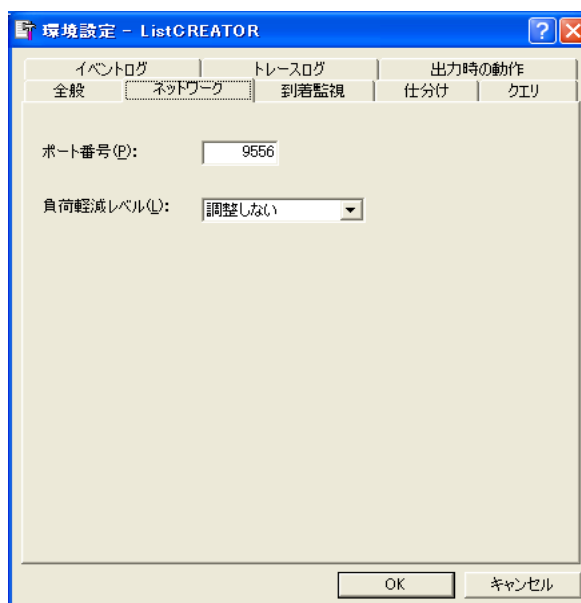 環境設定 - ListCREATOR
イベントログ トレースログ 出力時の動作
全般 ネットワーク 到着監視 仕分け クエリ
ポート番号(P): 9556
負荷軽減レベル(L): 調整しない
OK キャンセル